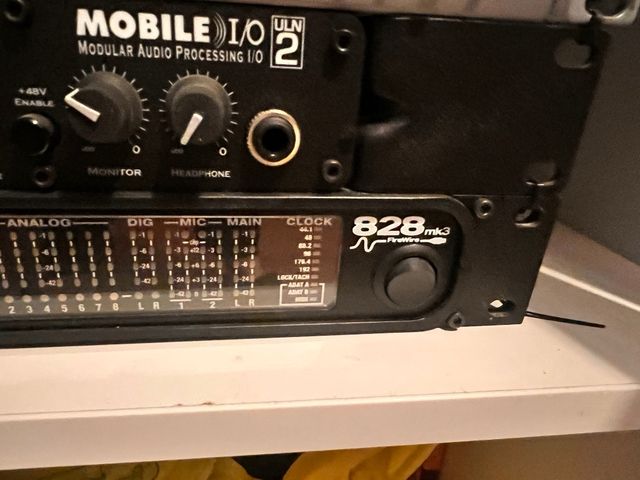 MOBILE I/O ULN 2
MODULAR AUDIO PROCESSING I/O
+48V
ENABLE
-∞ 0 -∞ 0
MONITOR HEADPHONE
ANALOG DIG MIC MAIN CLOCK
828mk3
FireWire
44.1
48
88.2
96
176.4
192
LOCK/TACH
ADAT A
ADAT B
2 3 4 5 6 7 8 L R 1 2 L R